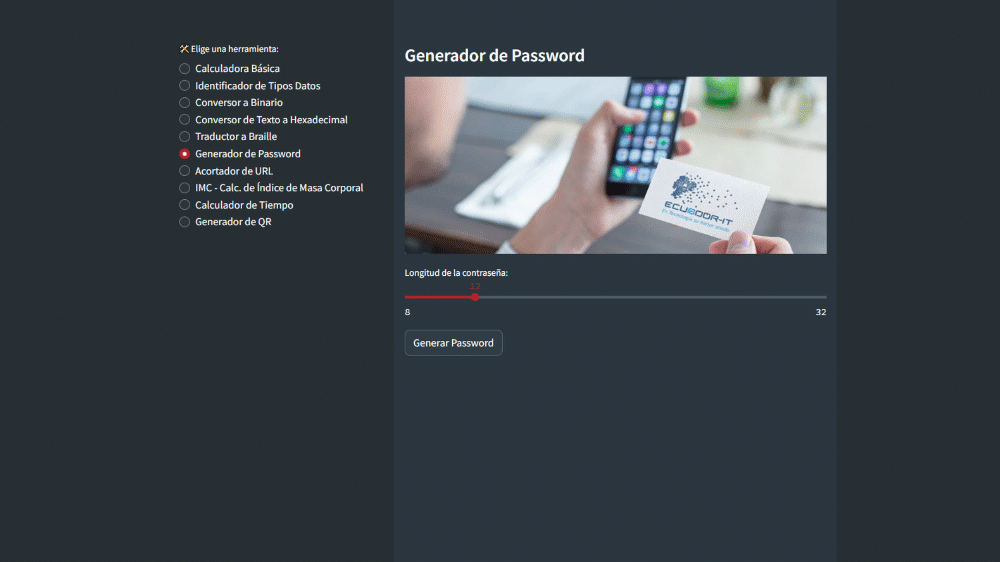 🛠️ Elige una herramienta:
Calculadora Básica
Identificador de Tipos Datos
Conversor a Binario
Conversor de Texto a Hexadecimal
Traductor a Braille
Generador de Password
Acortador de URL
IMC - Calc. de Índice de Masa Corporal
Calculador de Tiempo
Generador de QR
Generador de Password
ECU@DOR-IT
Longitud de la contraseña:
12
8 32
Generar Password